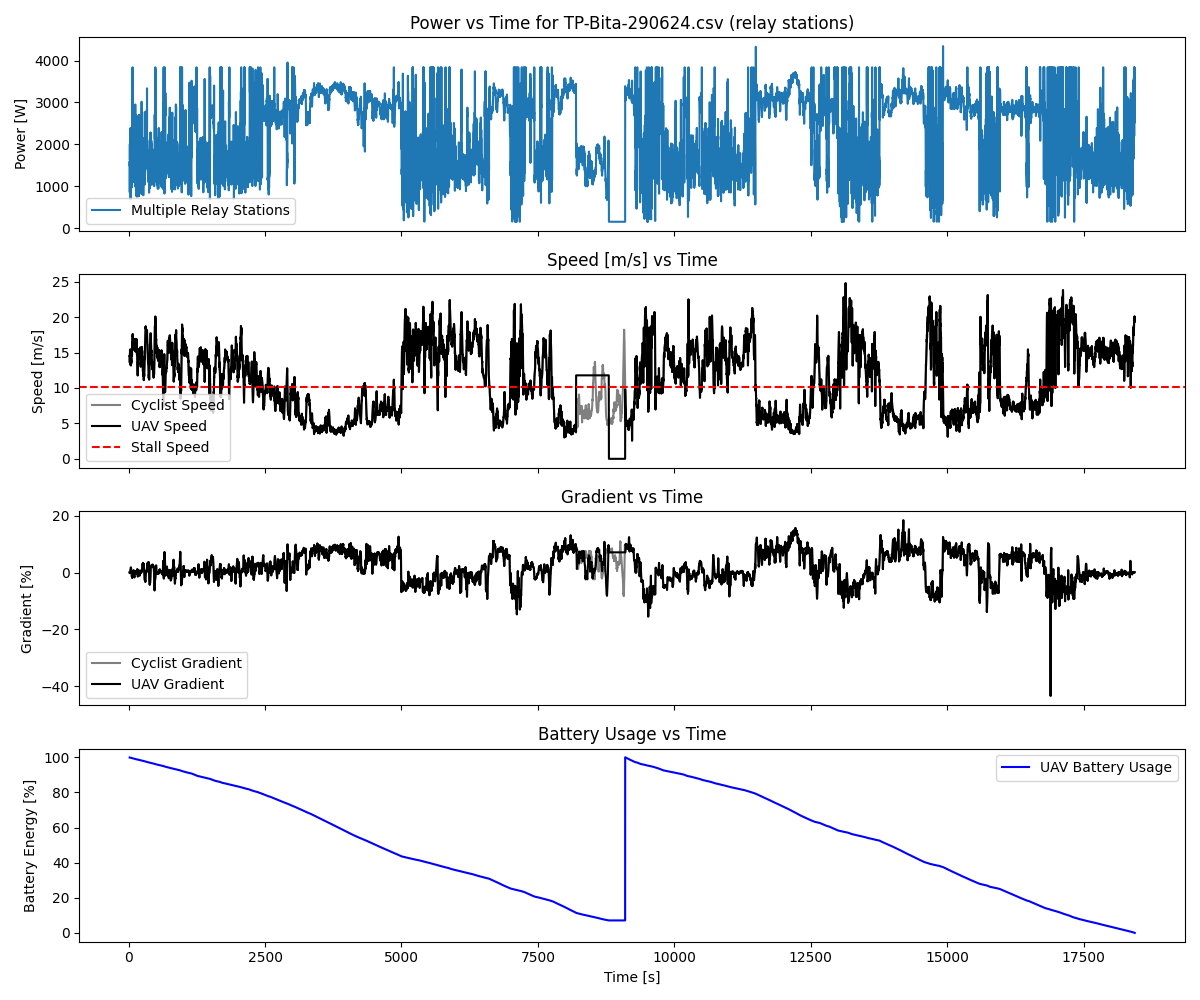 Power vs Time for TP-Bita-290624.csv (relay stations)
4000
3000
2000
1000
0
Power [W]
Multiple Relay Stations
Speed [m/s] vs Time
25
20
15
10
5
0
Speed [m/s]
Cyclist Speed
UAV Speed
Stall Speed
Gradient vs Time
20
0
−20
−40
Gradient [%]
Cyclist Gradient
UAV Gradient
Battery Usage vs Time
100
80
60
40
20
0
Battery Energy [%]
UAV Battery Usage
0 2500 5000 7500 10000 12500 15000 17500
Time [s]